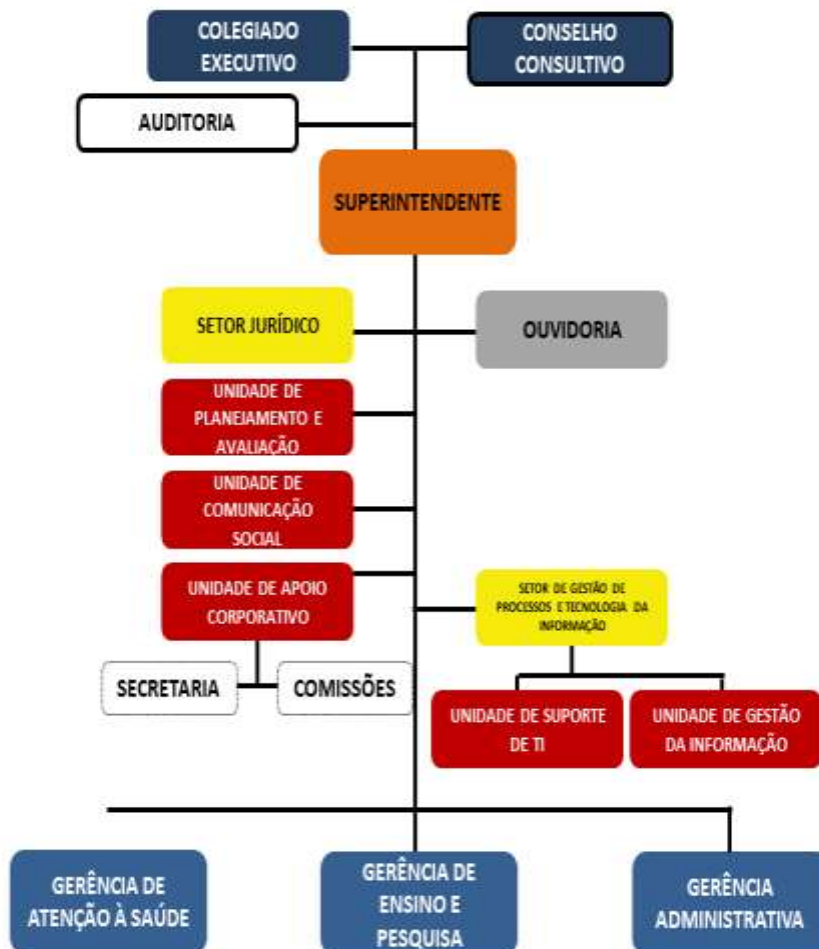 COLEGIADO
EXECUTIVO
CONSELHO
CONSULTIVO
AUDITORIA
SUPERINTENDENTE
SETOR JURÍDICO
OUVIDORIA
UNIDADE DE
PLANEJAMENTO E
AVALIAÇÃO
UNIDADE DE
COMUNICAÇÃO
SOCIAL
UNIDADE DE APOIO
CORPORATIVO
SETOR DE GESTÃO DE
PROCESSOS E TECNOLOGIA DA
INFORMAÇÃO
SECRETARIA
COMISSÕES
UNIDADE DE SUPORTE
DE TI
UNIDADE DE GESTÃO
DA INFORMAÇÃO
GERÊNCIA DE
ATENÇÃO À SAÚDE
GERÊNCIA DE
ENSINO E
PESQUISA
GERÊNCIA
ADMINISTRATIVA